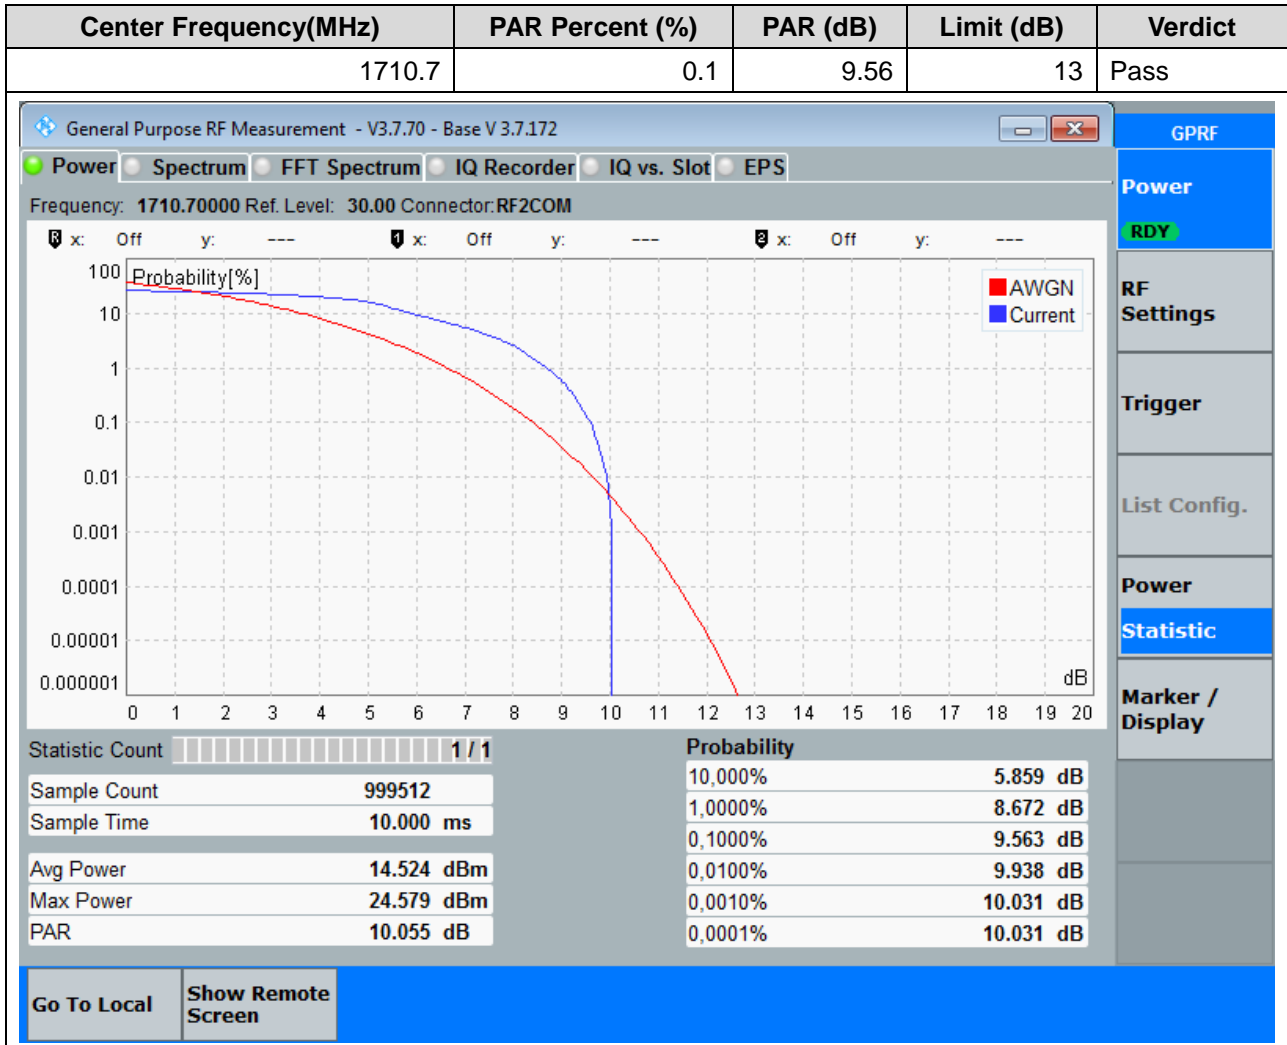 Center Frequency(MHz) PAR Percent (%) PAR (dB) Limit (dB) Verdict
1710.7 0.1 9.56 13 Pass
General Purpose RF Measurement - V3.7.70 - Base V 3.7.172
GPRF
Power Spectrum FFT Spectrum IQ Recorder IQ vs. Slot EPS
Frequency: 1710.70000 Ref. Level: 30.00 Connector: RF2COM
R x: Off y: --- 1 x: Off y: --- 2 x: Off y: ---
Probability[%]
AWGN
Current
100
10
1
0.1
0.01
0.001
0.0001
0.00001
0.000001
dB
0 1 2 3 4 5 6 7 8 9 10 11 12 13 14 15 16 17 18 19 20
Statistic Count 1 / 1
Sample Count 999512
Sample Time 10.000 ms
Avg Power 14.524 dBm
Max Power 24.579 dBm
PAR 10.055 dB
Probability
10,000% 5.859 dB
1,0000% 8.672 dB
0,1000% 9.563 dB
0,0100% 9.938 dB
0,0010% 10.031 dB
0,0001% 10.031 dB
Power
RDY
RF
Settings
Trigger
List Config.
Power
Statistic
Marker /
Display
Go To Local
Show Remote
Screen